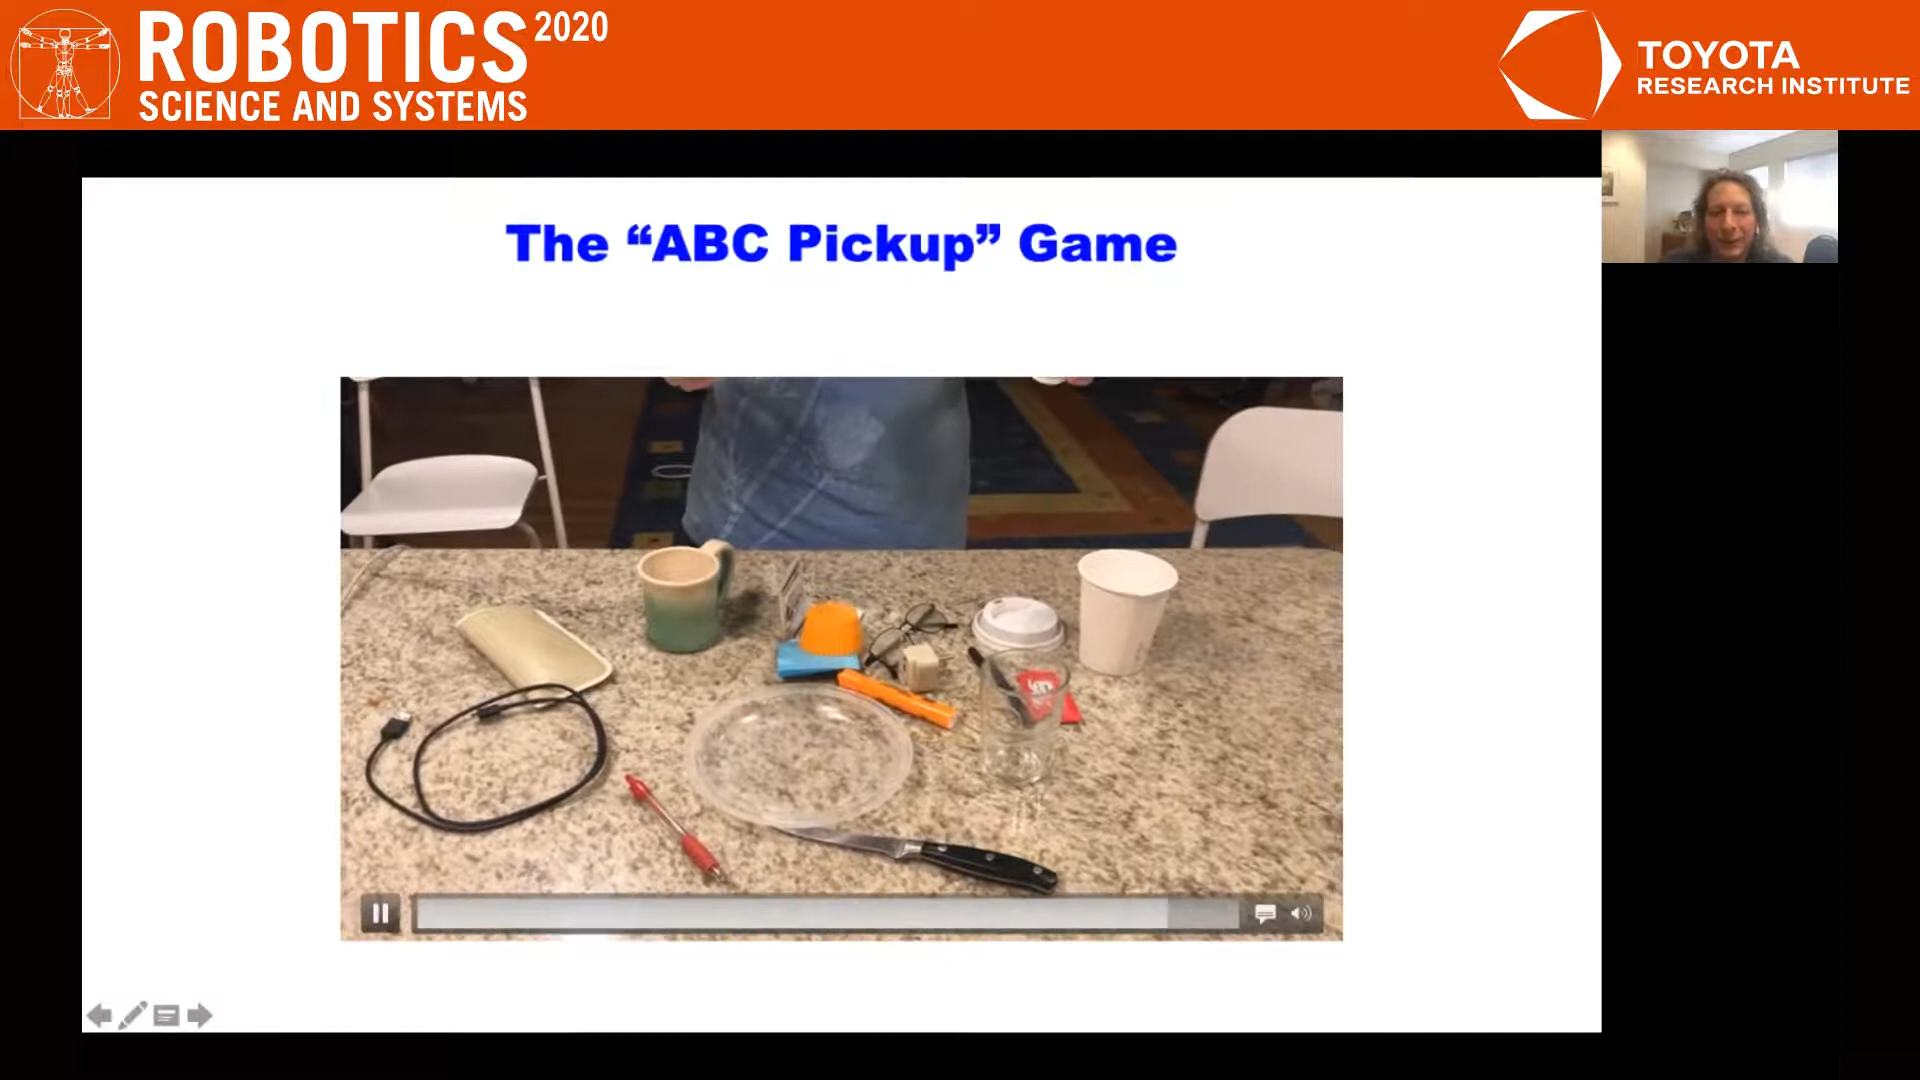 ROBOTICS 2020
SCIENCE AND SYSTEMS
TOYOTA
RESEARCH INSTITUTE
The “ABC Pickup” Game